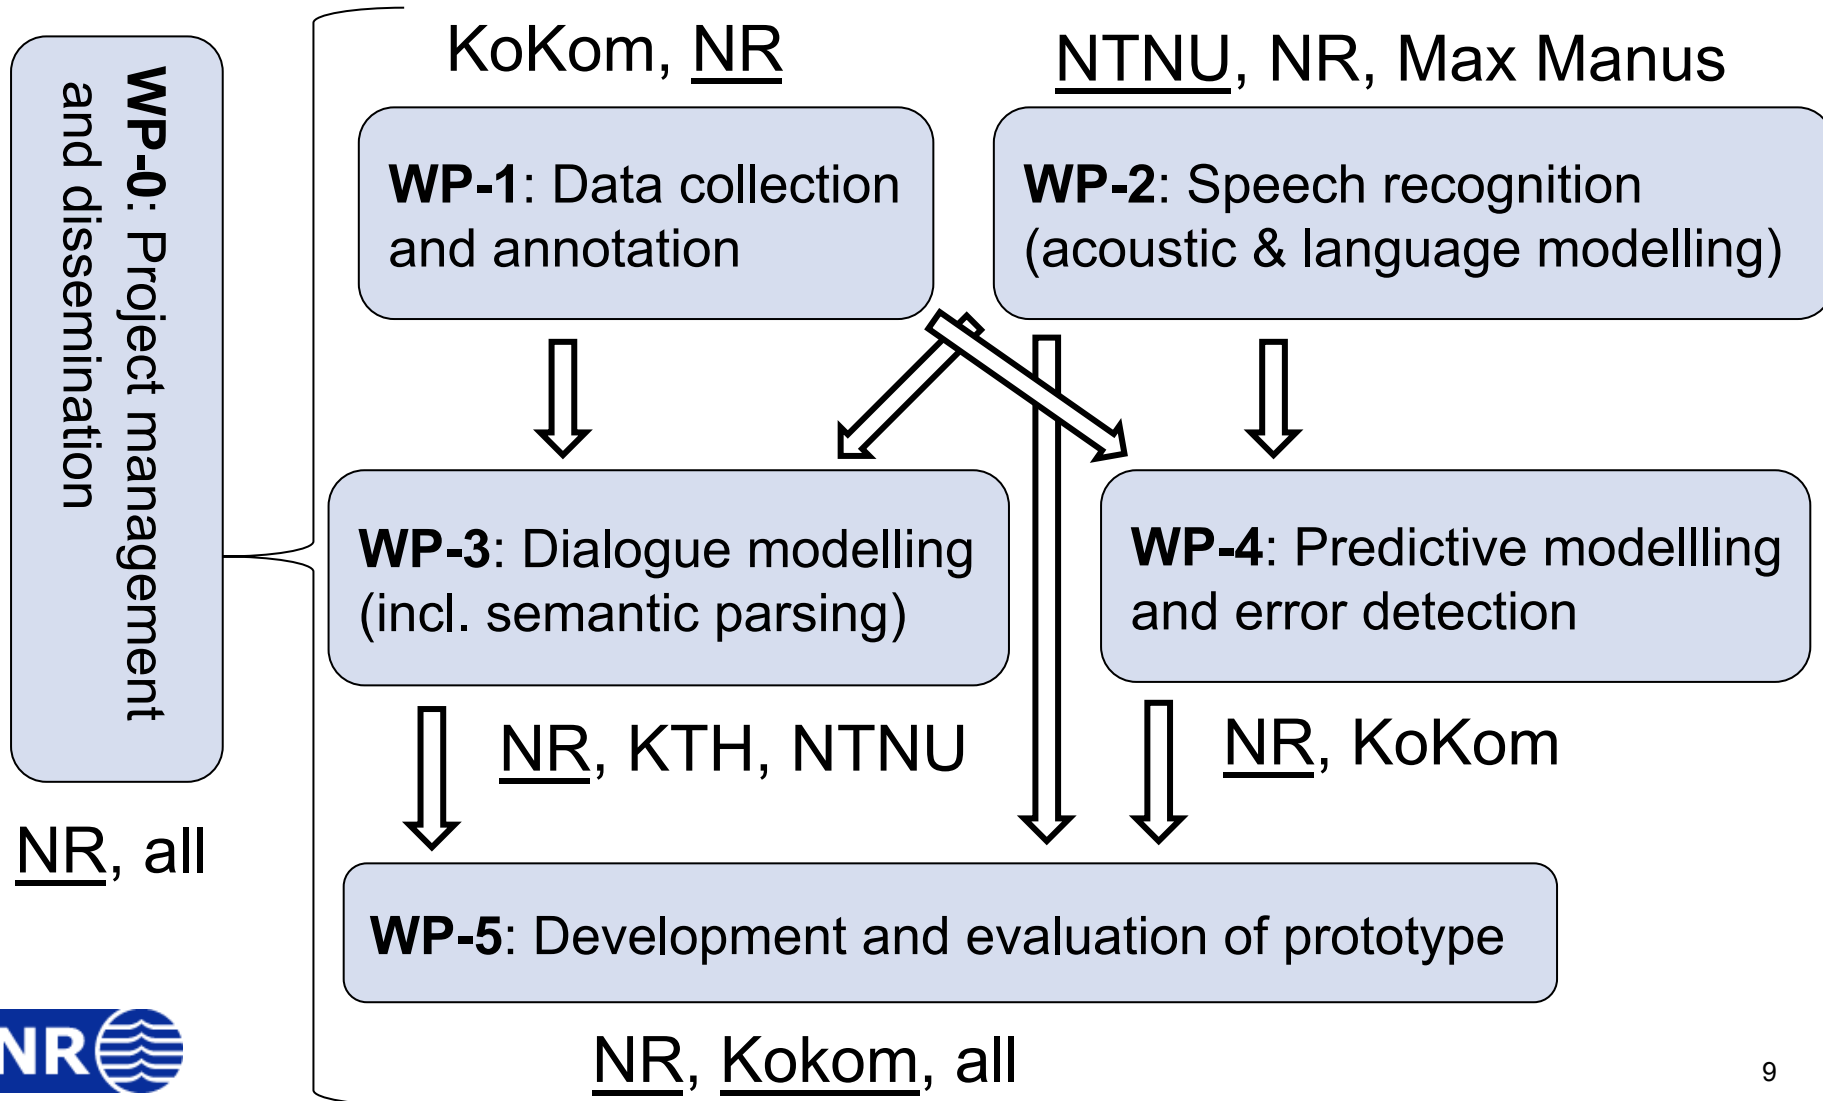 WP-0: Project management
and dissemination
NR, all
KoKom, NR
WP-1: Data collection
and annotation
NTNU, NR, Max Manus
WP-2: Speech recognition
(acoustic & language modelling)
WP-3: Dialogue modelling
(incl. semantic parsing)
NR, KTH, NTNU
WP-4: Predictive modellling
and error detection
NR, KoKom
WP-5: Development and evaluation of prototype
NR, Kokom, all
NR
9